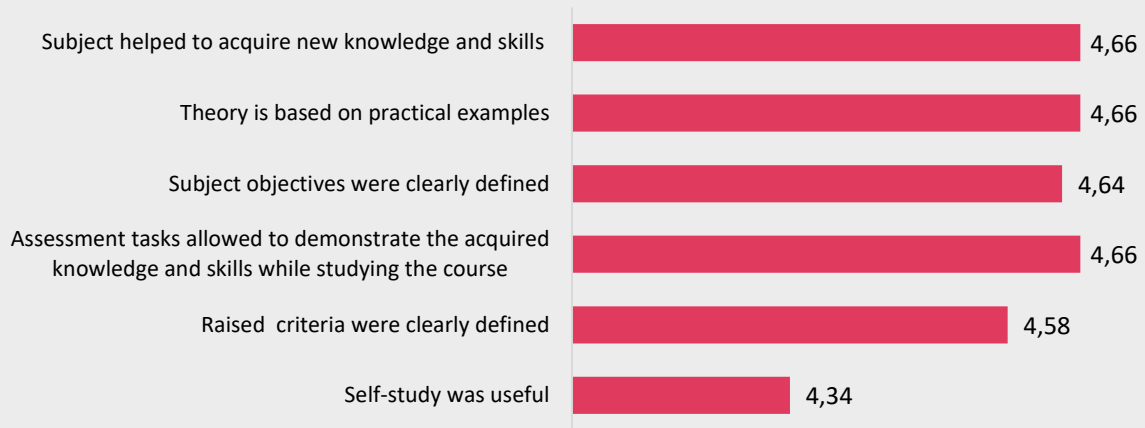 Subject helped to acquire new knowledge and skills
4,66
Theory is based on practical examples
4,66
Subject objectives were clearly defined
4,64
Assessment tasks allowed to demonstrate the acquired
knowledge and skills while studying the course
4,66
Raised criteria were clearly defined
4,58
Self-study was useful
4,34